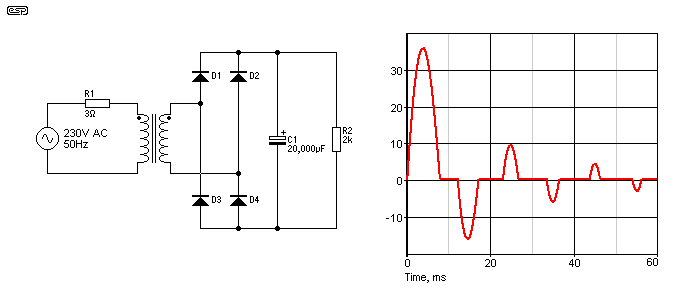 esp
R1
3Ω
230V AC
50Hz
D1
D2
D3
D4
+
C1
20,000µF
R2
2k
30
20
10
0
-10
0
20
40
60
Time, ms